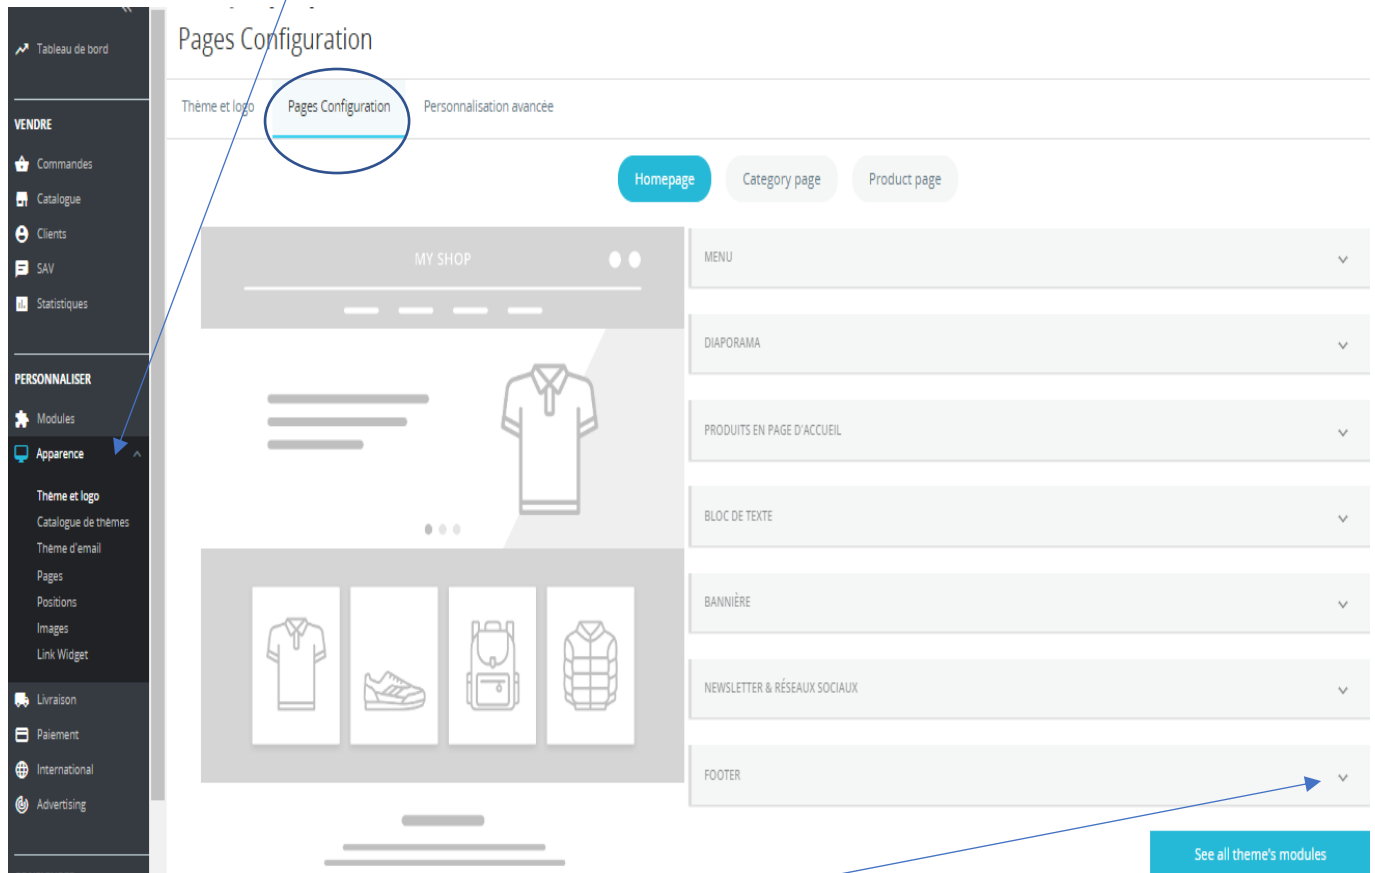 Tableau de bord
VENDRE
Commandes
Catalogue
Clients
SAV
Statistiques
PERSONNALISER
Modules
Apparence
Thème et logo
Catalogue de thèmes
Thème d'email
Pages
Positions
Images
Link Widget
Livraison
Paiement
International
Advertising
Pages Configuration
Thème et logo Pages Configuration Personnalisation avancée
Homepage Category page Product page
MY SHOP
MENU
DIAPORAMA
PRODUITS EN PAGE D'ACCUEIL
BLOC DE TEXTE
BANNIÈRE
NEWSLETTER & RÉSEAUX SOCIAUX
FOOTER
See all theme's modules